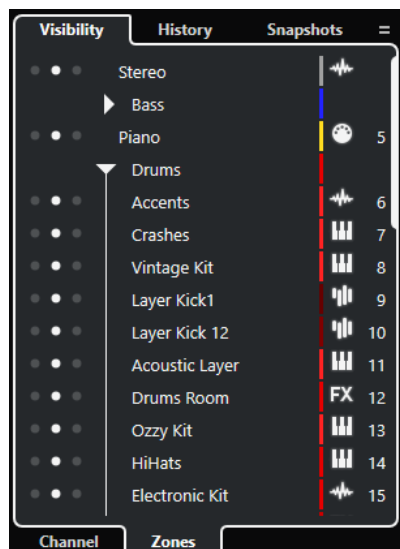 Visibility History Snapshots
Stereo
Bass
Piano 5
Drums
Accents 6
Crashes 7
Vintage Kit 8
Layer Kick1 9
Layer Kick 12 10
Acoustic Layer 11
Drums Room FX 12
Ozzy Kit 13
HiHats 14
Electronic Kit 15
Channel Zones